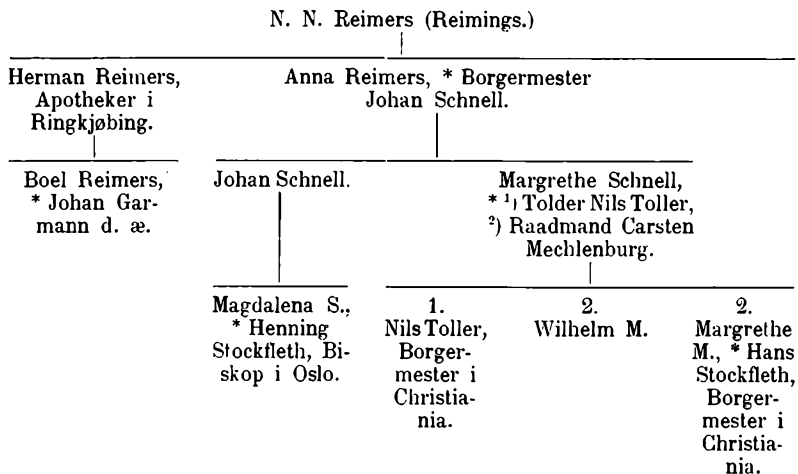 N. N. Reimers (Reimings.)
Herman Reimers,
Apotheker i
Ringkjøbing.
Anna Reimers, * Borgermester
Johan Schnell.
Boel Reimers,
* Johan Gar-
mann d. æ.
Johan Schnell.
Margrethe Schnell,
* ¹) Tolder Nils Toller,
²) Raadmand Carsten
Mechlenburg.
Magdalena S.,
* Henning
Stockfleth, Bi-
skop i Oslo.
1.
Nils Toller,
Borger-
mester i
Christia-
nia.
2.
Wilhelm M.
2.
Margrethe
M., * Hans
Stockfleth,
Borger-
mester i
Christia-
nia.